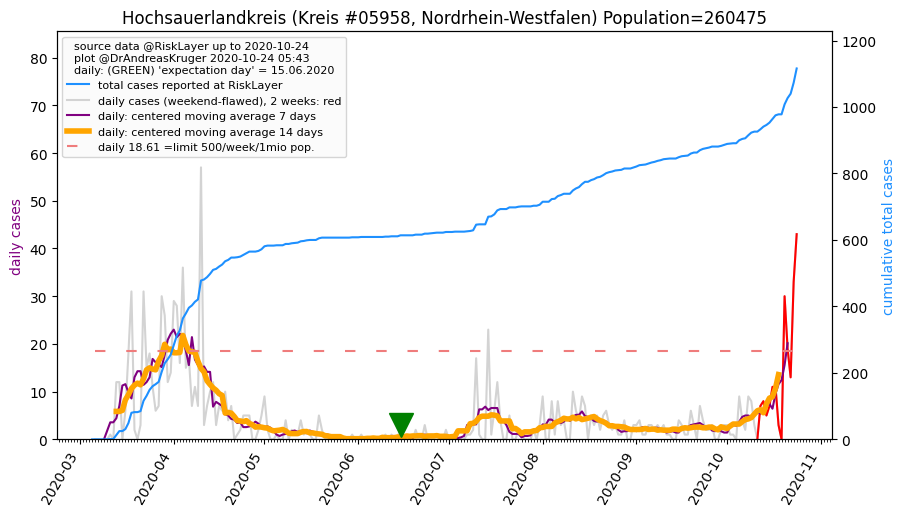 Hochsauerlandkreis (Kreis #05958, Nordrhein-Westfalen) Population=260475
source data @RiskLayer up to 2020-10-24
plot @DrAndreasKruger 2020-10-24 05:43
daily: (GREEN) 'expectation day' = 15.06.2020
total cases reported at RiskLayer
daily cases (weekend-flawed), 2 weeks: red
daily: centered moving average 7 days
daily: centered moving average 14 days
daily 18.61 =limit 500/week/1mio pop.
daily cases
80
70
60
50
40
30
20
10
0
cumulative total cases
1200
1000
800
600
400
200
0
2020-03
2020-04
2020-05
2020-06
2020-07
2020-08
2020-09
2020-10
2020-11